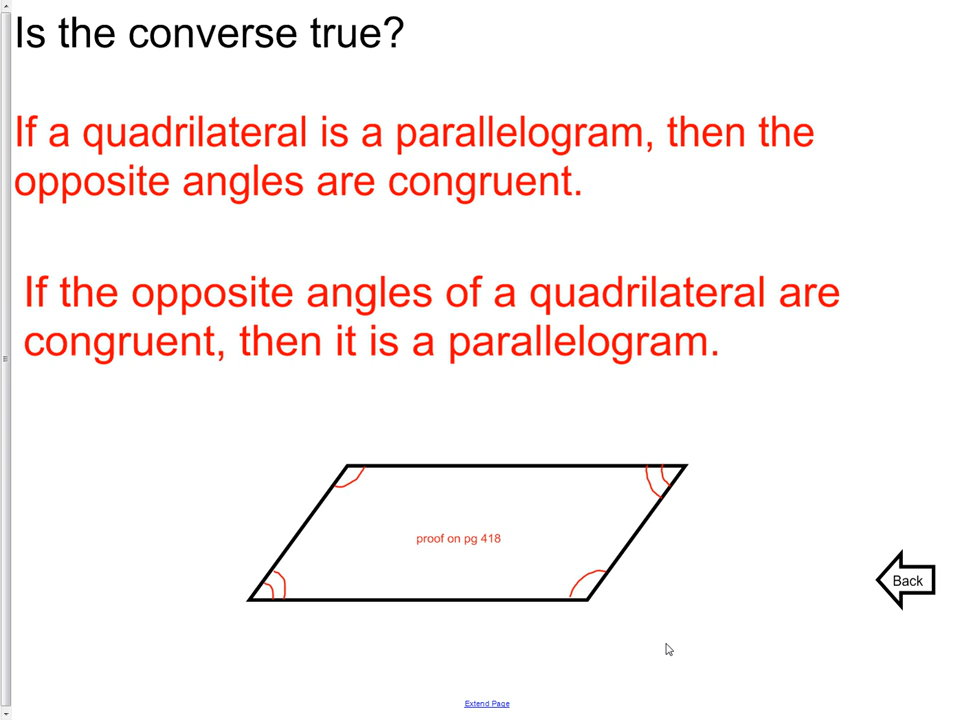 Is the converse true?
If a quadrilateral is a parallelogram, then the
opposite angles are congruent.
If the opposite angles of a quadrilateral are
congruent, then it is a parallelogram.
proof on pg 418
Back
Extend Page